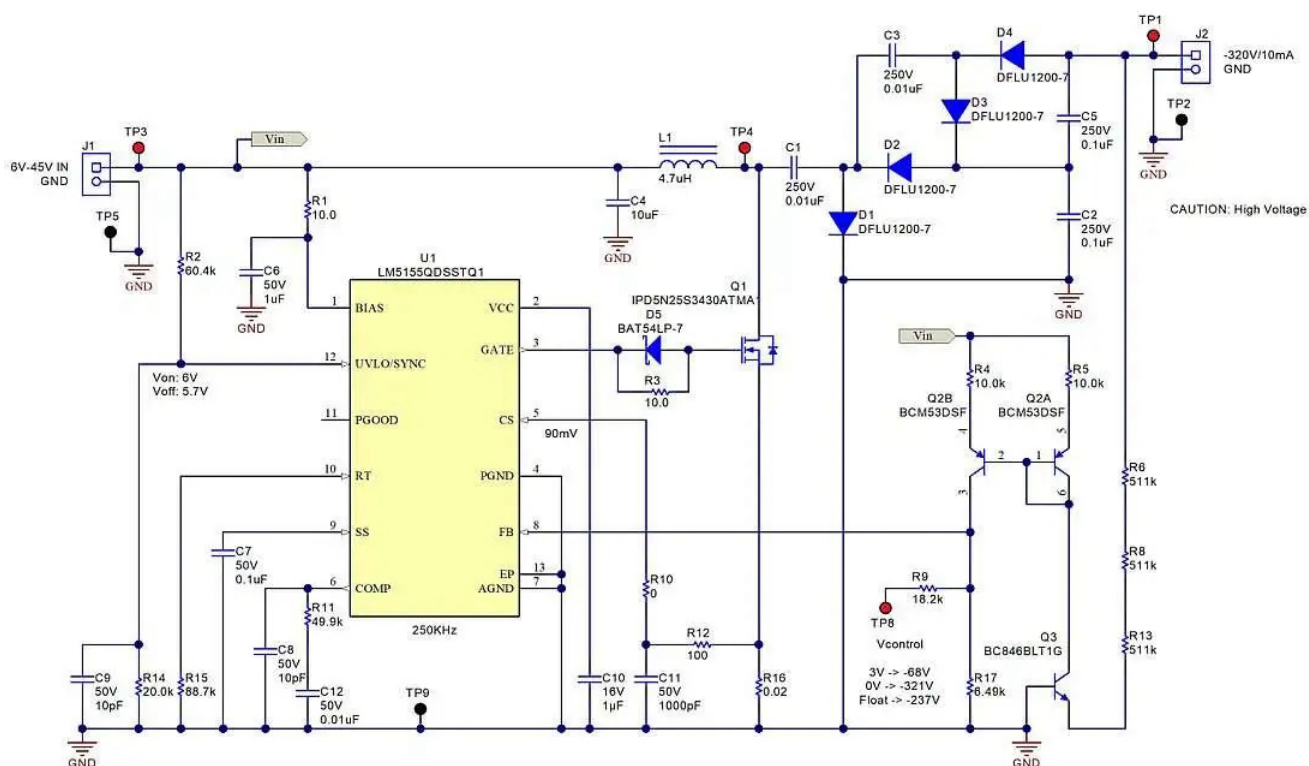 TP1
J2
-320V/10mA
GND
TP2
GND
CAUTION: High Voltage
C3
250V
0.01uF
D4
DFLU1200-7
D3
DFLU1200-7
C5
250V
0.1uF
D2
DFLU1200-7
C2
250V
0.1uF
D1
DFLU1200-7
GND
C1
250V
0.01uF
TP4
L1
4.7uH
C4
10uF
GND
TP3
J1
6V-45V IN
GND
TP5
GND
Vin
R1
10.0
R2
60.4k
C6
50V
1uF
GND
U1
LM5155QDSSTQ1
1
BIAS
VCC
2
GATE
3
12
UVLO/SYNC
Von: 6V
Voff: 5.7V
11
PGOOD
CS
5
90mV
10
RT
PGND
4
9
SS
FB
8
EP
13
6
COMP
AGND
7
250KHz
Q1
IPD5N25S3430ATMA1
D5
BAT54LP-7
R3
10.0
Vin
R4
10.0k
R5
10.0k
Q2B
BCM53DSF
Q2A
BCM53DSF
4
5
2
1
3
6
R6
511k
R8
511k
R13
511k
R9
18.2k
TP8
Vcontrol
3V -> -68V
0V -> -321V
Float -> -237V
R17
6.49k
Q3
BC846BLT1G
GND
C7
50V
0.1uF
R11
49.9k
C8
50V
10pF
C12
50V
0.01uF
C9
50V
10pF
R14
20.0k
R15
88.7k
GND
TP9
R10
0
R12
100
C10
16V
1µF
C11
50V
1000pF
R16
0.02